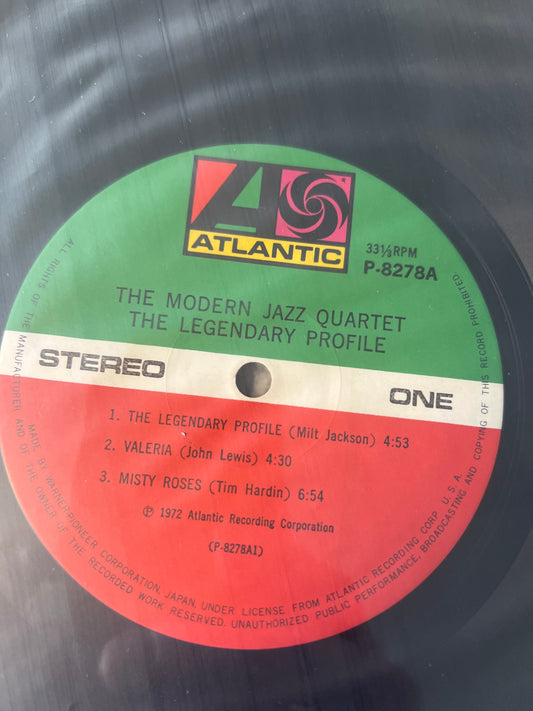 ATLANTIC
33⅓RPM
P-8278A
THE MODERN JAZZ QUARTET
THE LEGENDARY PROFILE
STEREO
ONE
1. THE LEGENDARY PROFILE (Milt Jackson) 4:53
2. VALERIA (John Lewis) 4:30
3. MISTY ROSES (Tim Hardin) 6:54
℗ 1972 Atlantic Recording Corporation
(P-8278A1)
MADE BY WARNER-PIONEER CORPORATION, JAPAN, UNDER LICENSE FROM ATLANTIC RECORDING CORP. U.S.A.
ALL RIGHTS OF THE MANUFACTURER AND OF THE OWNER OF THE RECORDED WORK RESERVED. UNAUTHORIZED PUBLIC PERFORMANCE, BROADCASTING AND COPYING OF THIS RECORD PROHIBITED